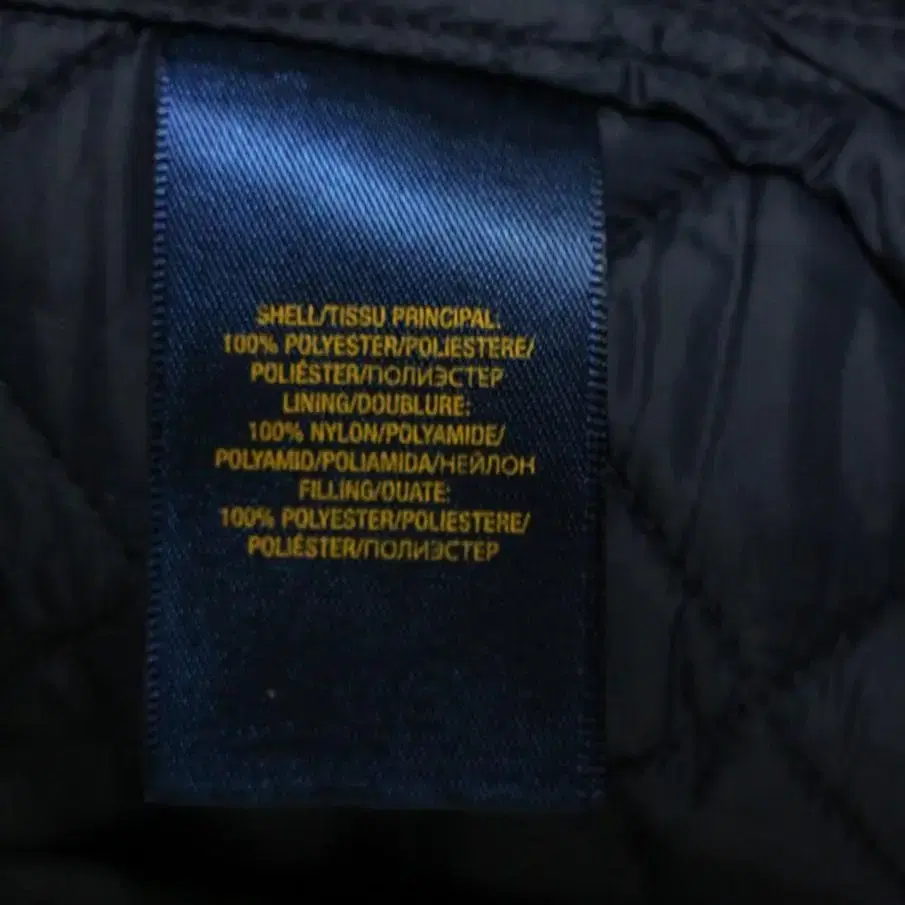 SHELL/TISSU PRINCIPAL:
100% POLYESTER/POLIESTERE/
POLIÉSTER/ПОЛИЭСТЕР
LINING/DOUBLURE:
100% NYLON/POLYAMIDE/
POLYAMID/POLIAMIDA/НЕЙЛОН
FILLING/OUATE:
100% POLYESTER/POLIESTERE/
POLIÉSTER/ПОЛИЭСТЕР